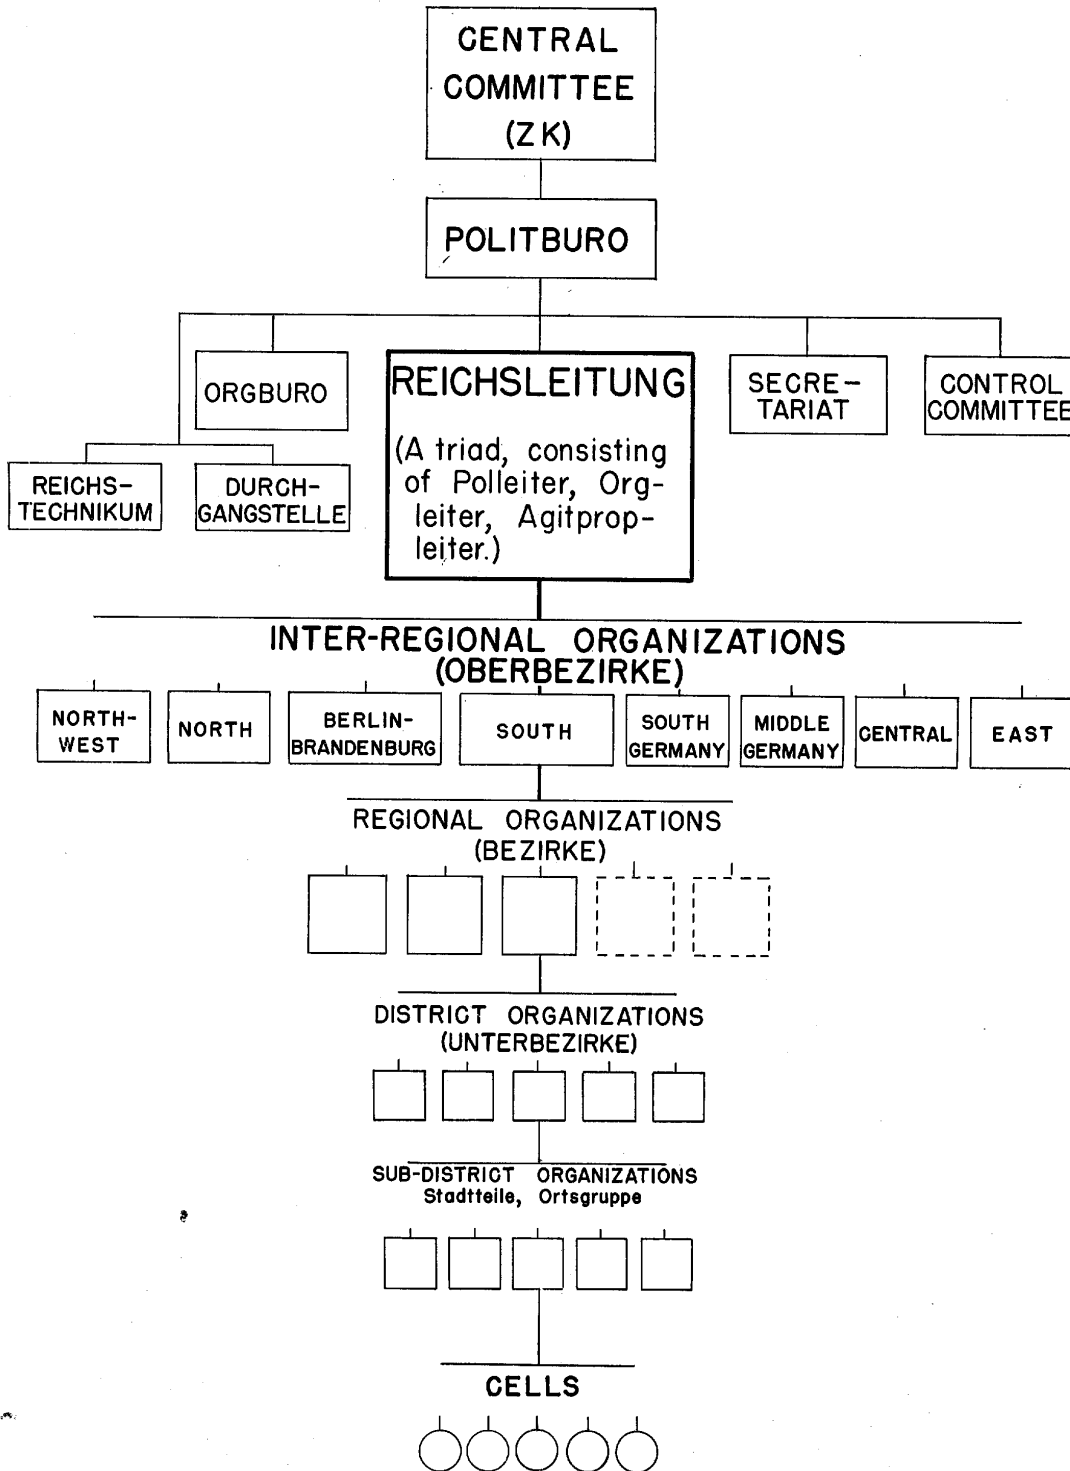 CENTRAL
COMMITTEE
(ZK)
POLITBURO
ORGBURO
REICHSLEITUNG
(A triad, consisting
of Polleiter, Org-
leiter, Agitprop-
leiter.)
SECRE-
TARIAT
CONTROL
COMMITTEE
REICHS-
TECHNIKUM
DURCH-
GANGSTELLE
INTER-REGIONAL ORGANIZATIONS
(OBERBEZIRKE)
NORTH-
WEST
NORTH
BERLIN-
BRANDENBURG
SOUTH
SOUTH
GERMANY
MIDDLE
GERMANY
CENTRAL
EAST
REGIONAL ORGANIZATIONS
(BEZIRKE)
DISTRICT ORGANIZATIONS
(UNTERBEZIRKE)
SUB-DISTRICT ORGANIZATIONS
Stadtteile, Ortsgruppe
CELLS